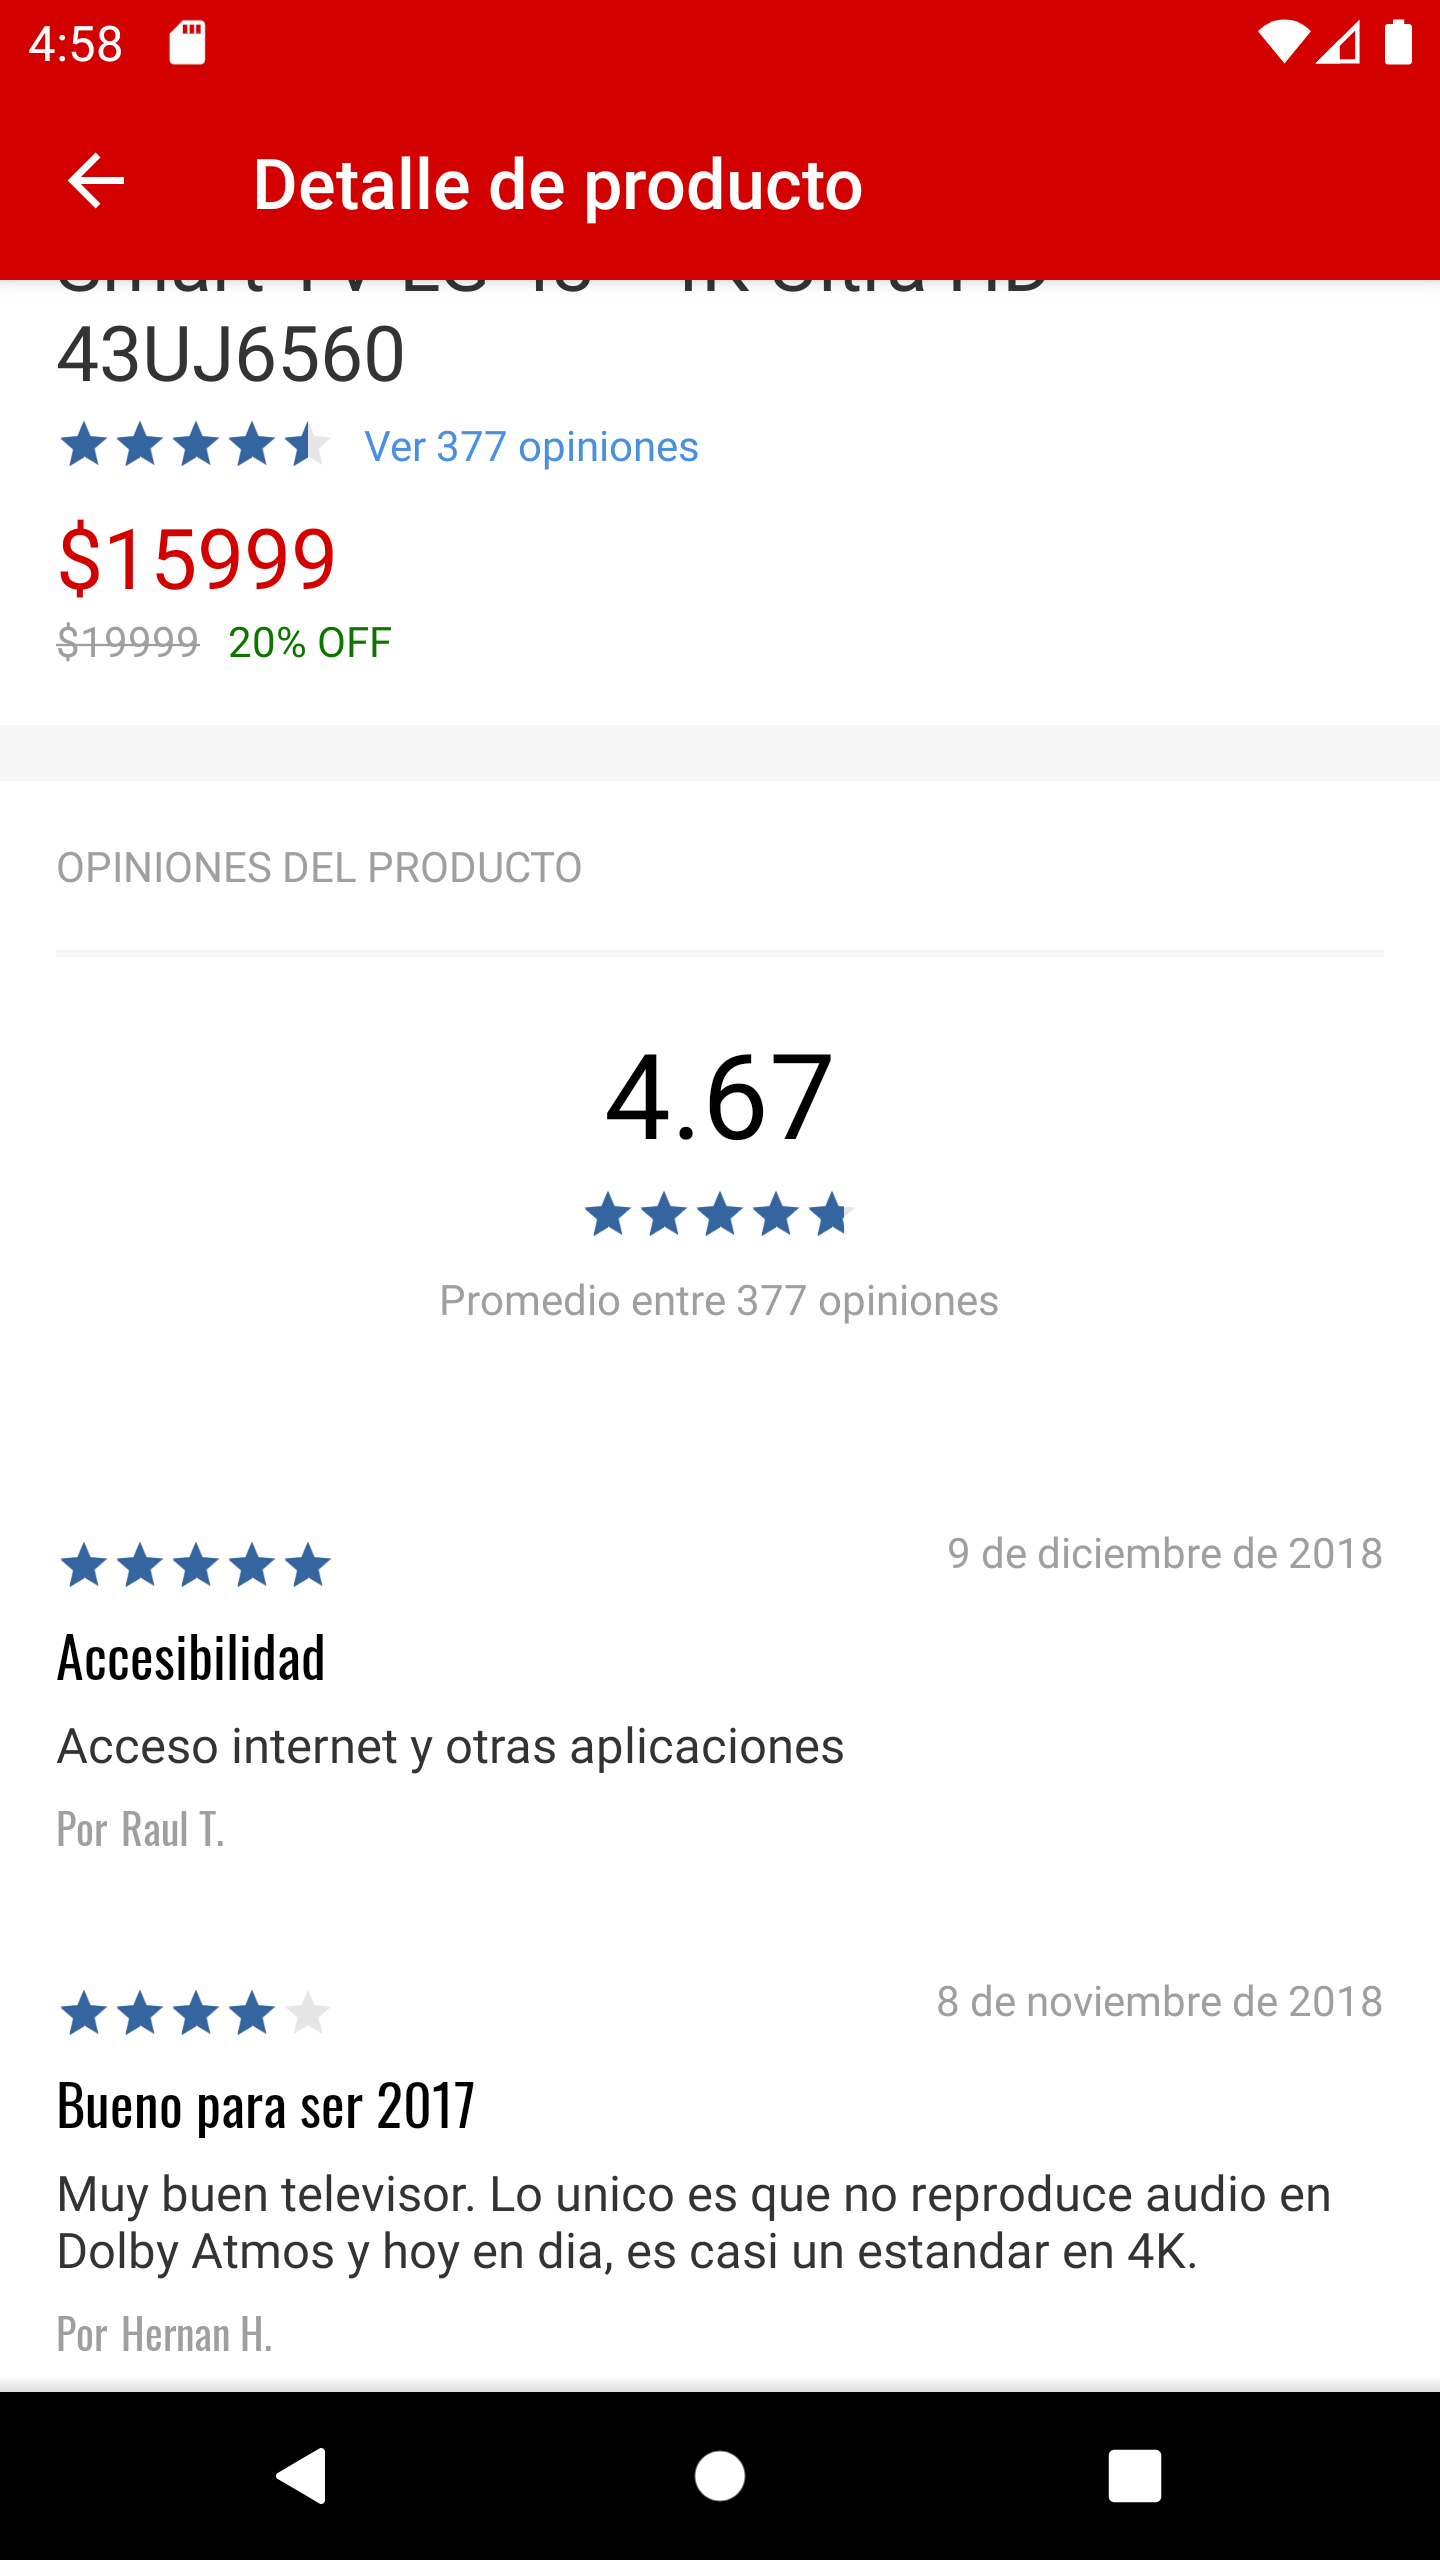 4:58
Detalle de producto
43UJ6560
Ver 377 opiniones
$15999
$19999 20% OFF
OPINIONES DEL PRODUCTO
4.67
Promedio entre 377 opiniones
9 de diciembre de 2018
Accesibilidad
Acceso internet y otras aplicaciones
Por Raul T.
8 de noviembre de 2018
Bueno para ser 2017
Muy buen televisor. Lo unico es que no reproduce audio en
Dolby Atmos y hoy en dia, es casi un estandar en 4K.
Por Hernan H.